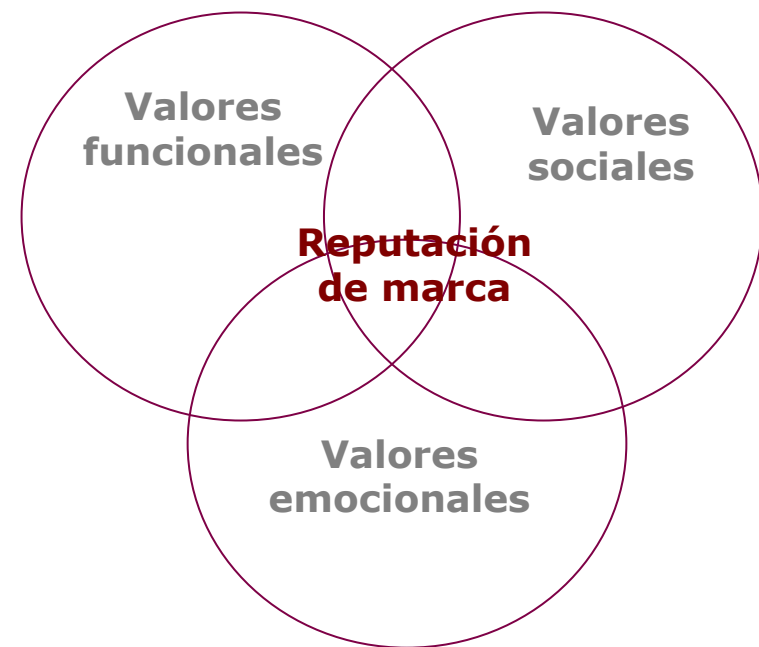 Valores
funcionales
Valores
sociales
Reputación
de marca
Valores
emocionales